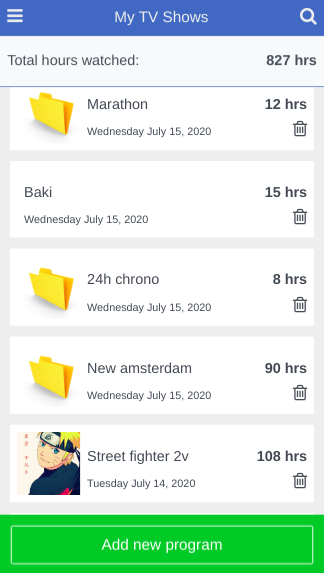 My TV Shows
Total hours watched: 827 hrs
Marathon 12 hrs
Wednesday July 15, 2020
Baki 15 hrs
Wednesday July 15, 2020
24h chrono 8 hrs
Wednesday July 15, 2020
New amsterdam 90 hrs
Wednesday July 15, 2020
Street fighter 2v 108 hrs
Tuesday July 14, 2020
Add new program